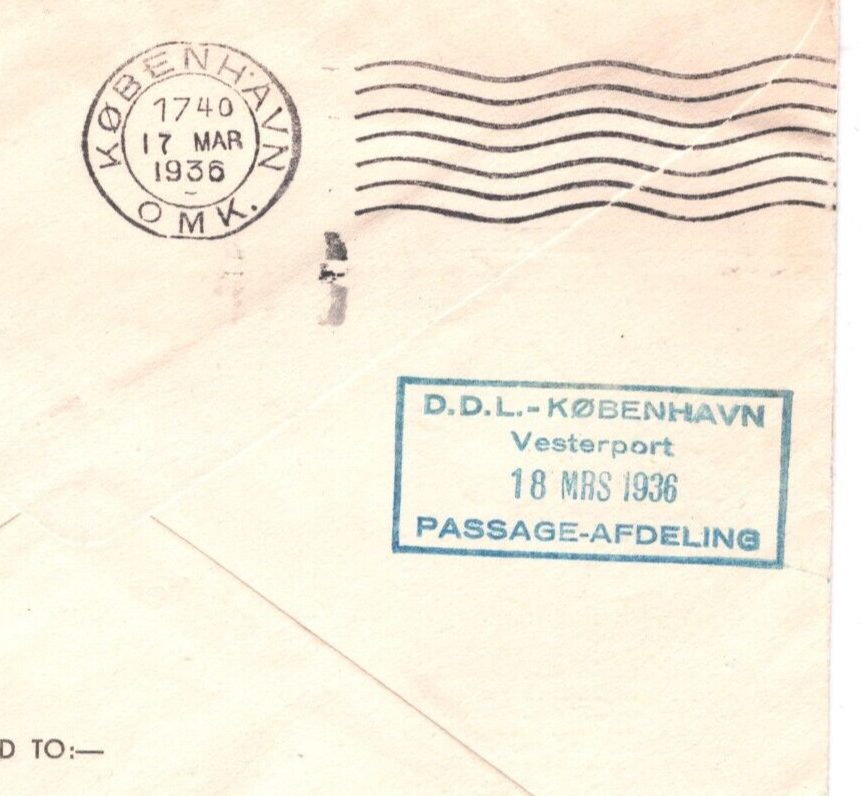 KØBENHAVN
1740
17 MAR
1936
OMK.
D.D.L.-KØBENHAVN
Vesterport
18 MRS 1936
PASSAGE-AFDELING
D TO:—